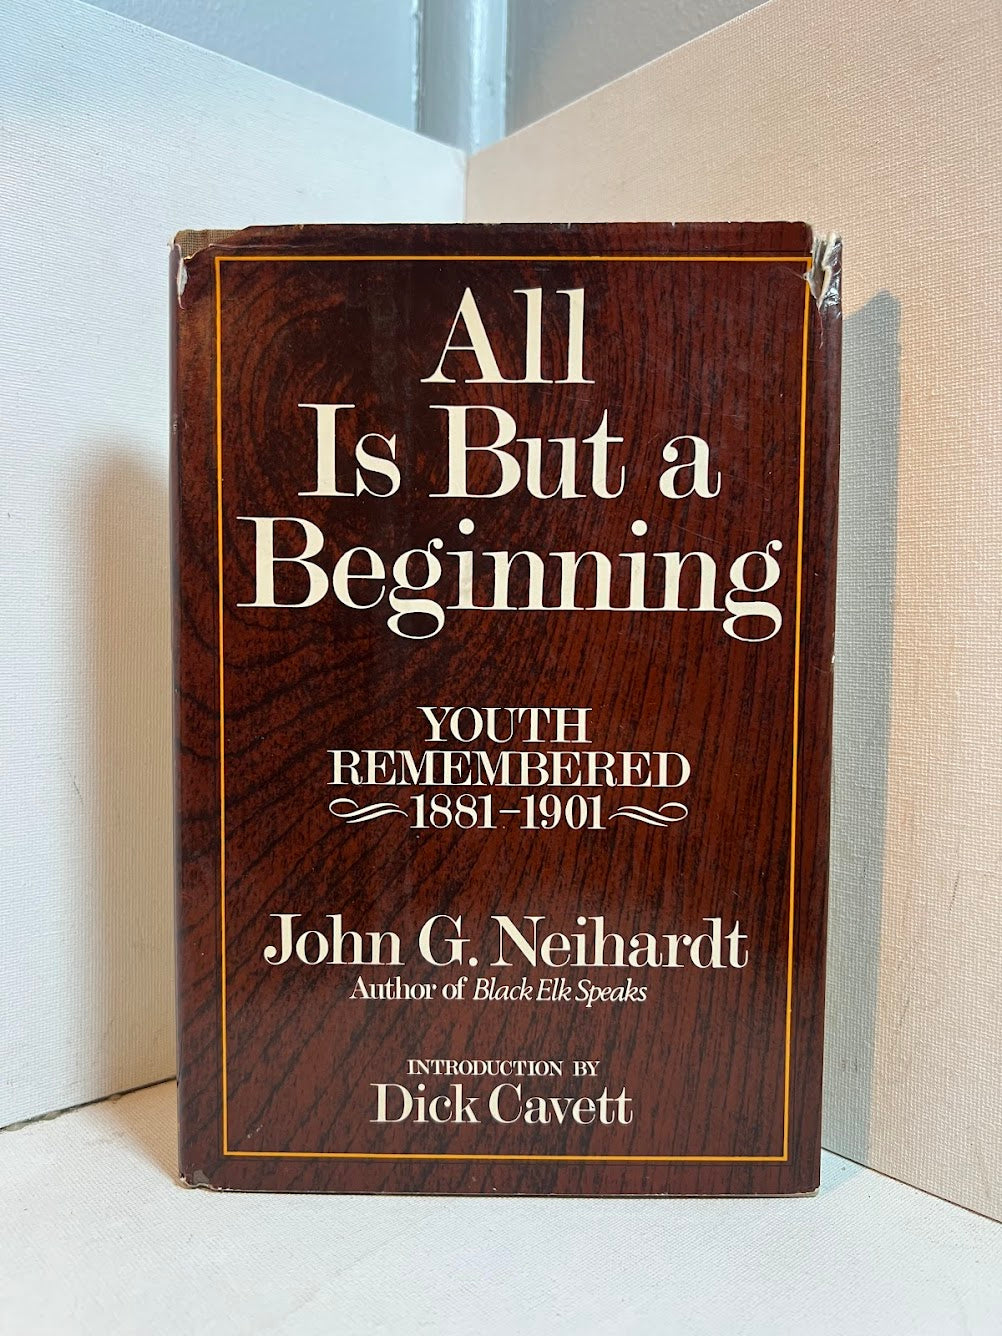 All
Is But a
Beginning
YOUTH
REMEMBERED
1881–1901
John G. Neihardt
Author of Black Elk Speaks
INTRODUCTION BY
Dick Cavett